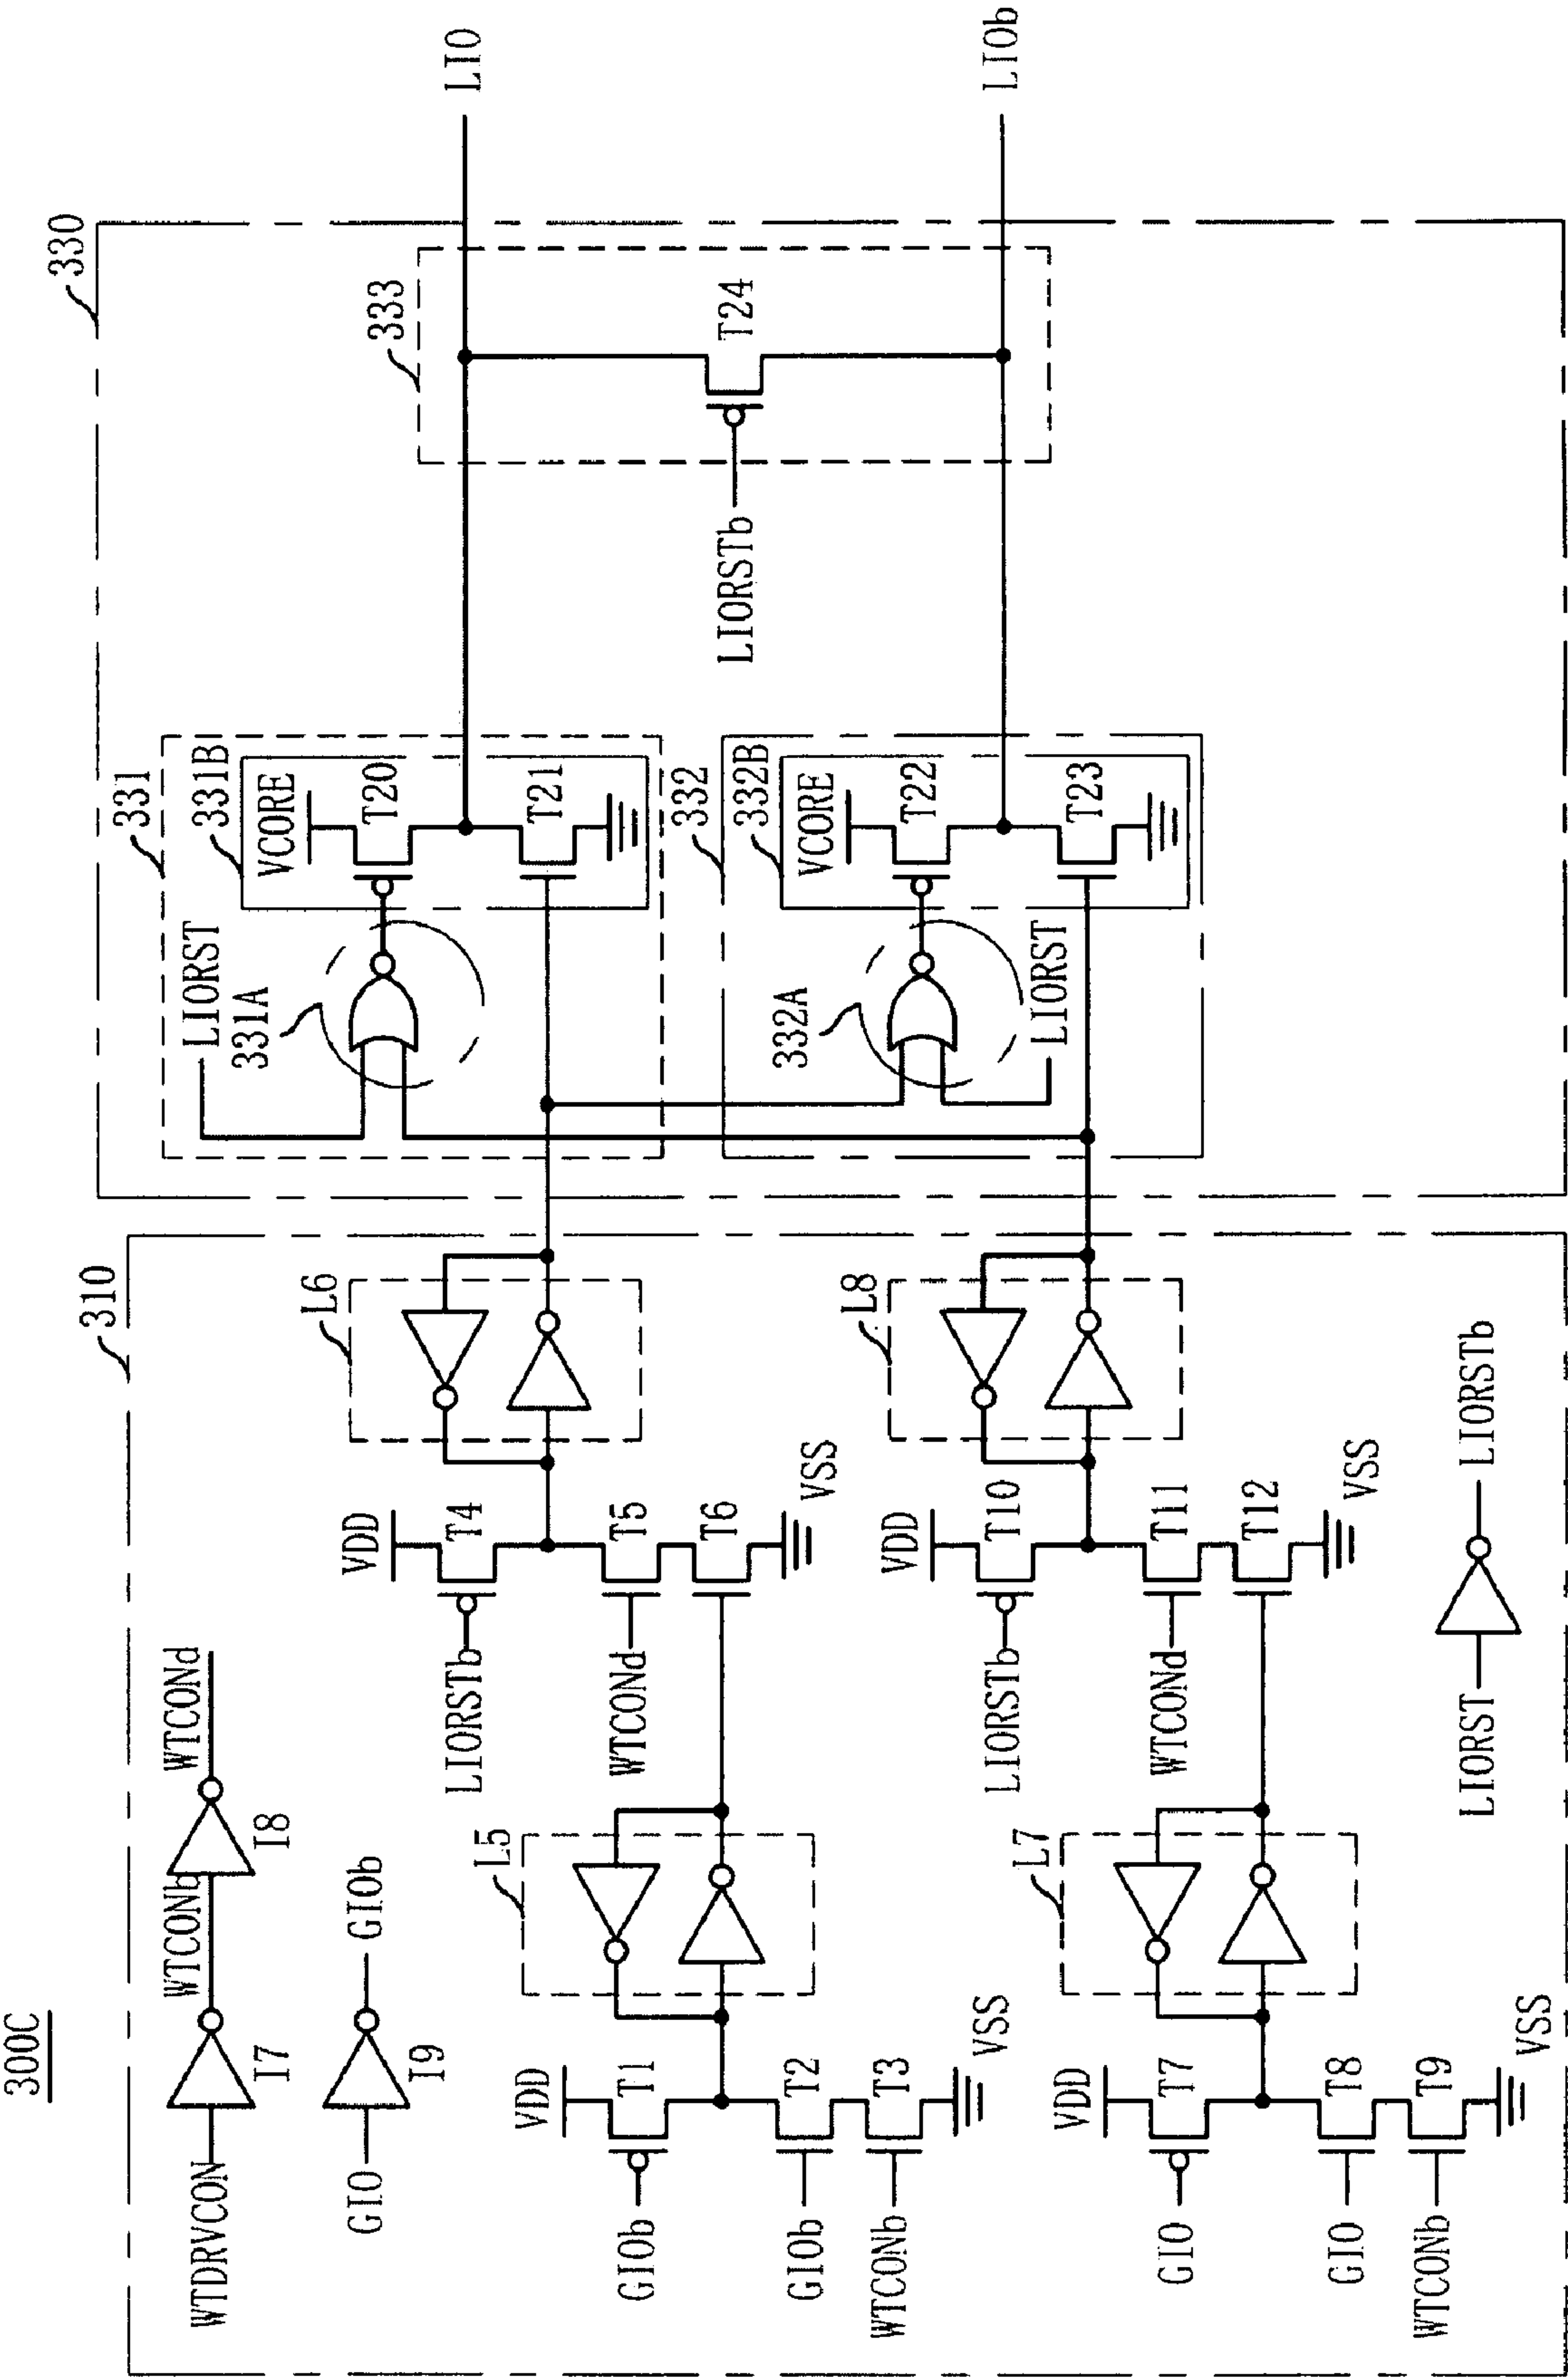 300C
310
WTDRVCON
I7
WTCONb
I8
WTCONd
GIO
I9
GIOb
VDD
GIOb
T1
GIOb
T2
WTCONb
T3
VSS
L5
VDD
LIORSTb
T4
WTCONd
T5
T6
VSS
L6
VDD
GIO
T7
GIO
T8
WTCONb
T9
VSS
L7
VDD
LIORSTb
T10
WTCONd
T11
T12
VSS
L8
LIORST
LIORSTb
330
331
LIORST
331A
331B
VCORE
T20
T21
332
332A
LIORST
332B
VCORE
T22
T23
333
LIORSTb
T24
LIO
LIOb